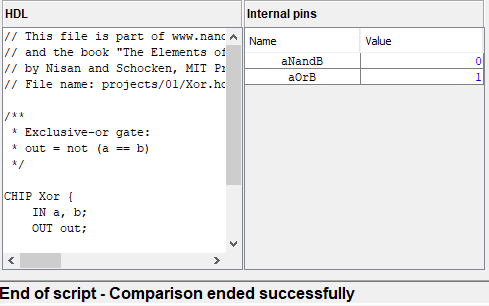 HDL
// This file is part of www.nand
// and the book "The Elements of
// by Nisan and Schocken, MIT Pr
// File name: projects/01/Xor.hd
/**
* Exclusive-or gate:
* out = not (a == b)
*/
CHIP Xor {
IN a, b;
OUT out;
Internal pins
Name Value
aNandB 0
aOrB 1
End of script - Comparison ended successfully